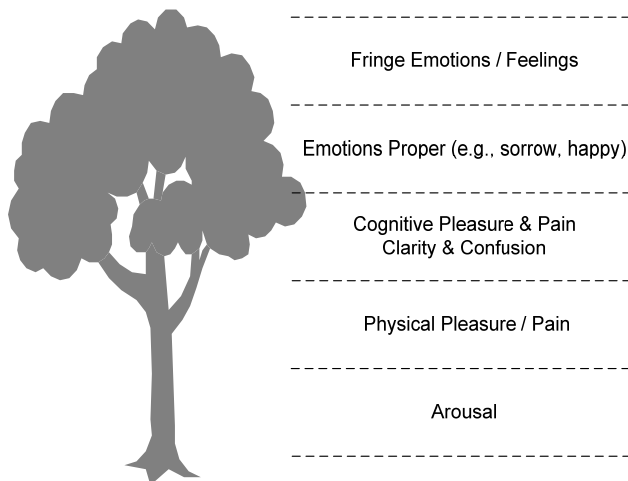 Fringe Emotions / Feelings
Emotions Proper (e.g., sorrow, happy)
Cognitive Pleasure & Pain
Clarity & Confusion
Physical Pleasure / Pain
Arousal